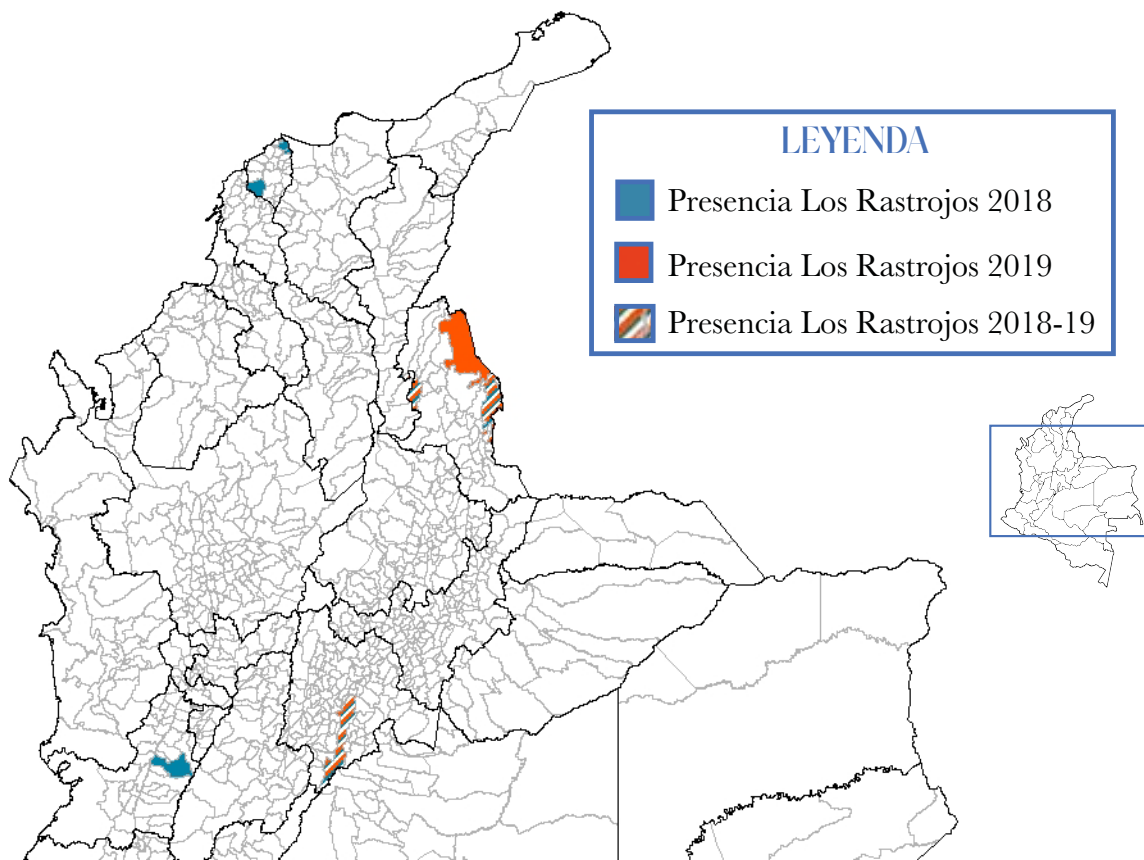 LEYENDA
Presencia Los Rastrojos 2018
Presencia Los Rastrojos 2019
Presencia Los Rastrojos 2018-19